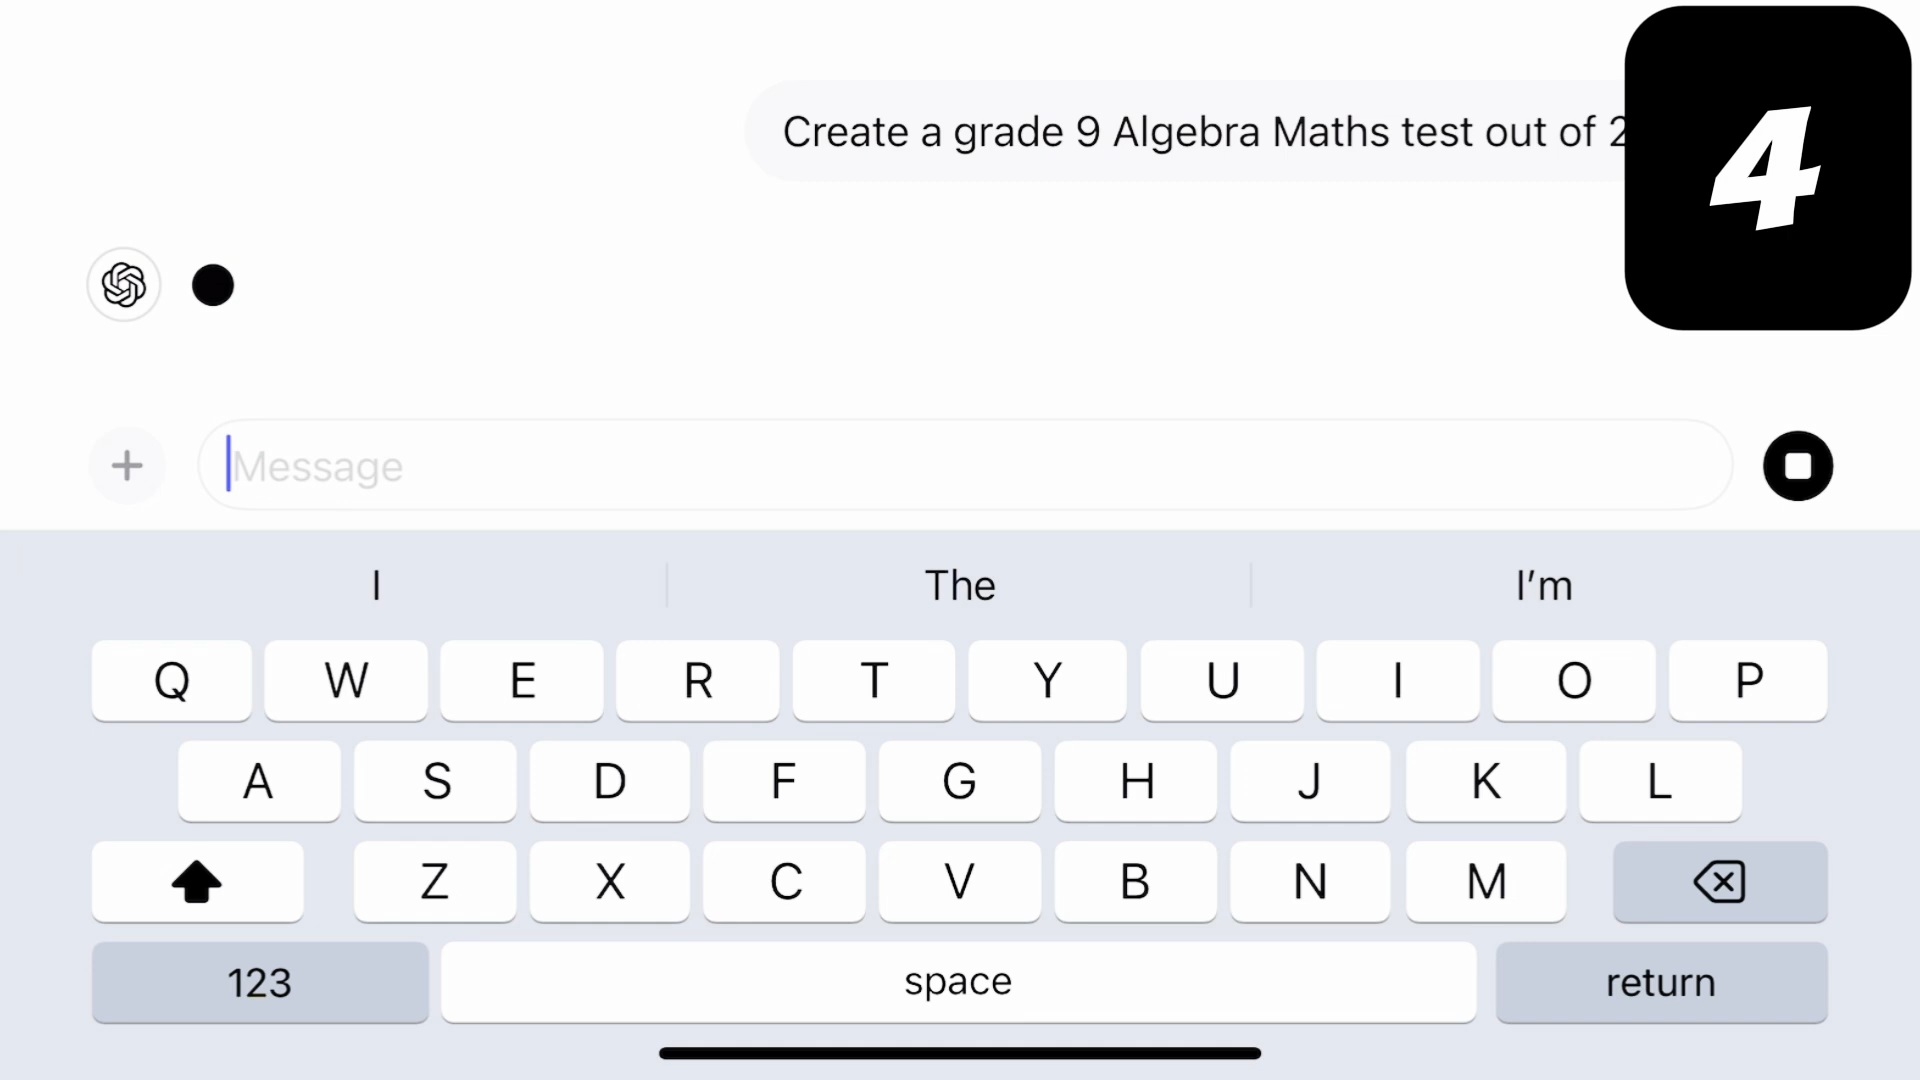 Create a grade 9 Algebra Maths test out of
4
Message
I The I’m
Q W E R T Y U I O P
A S D F G H J K L
Z X C V B N M
123 space return